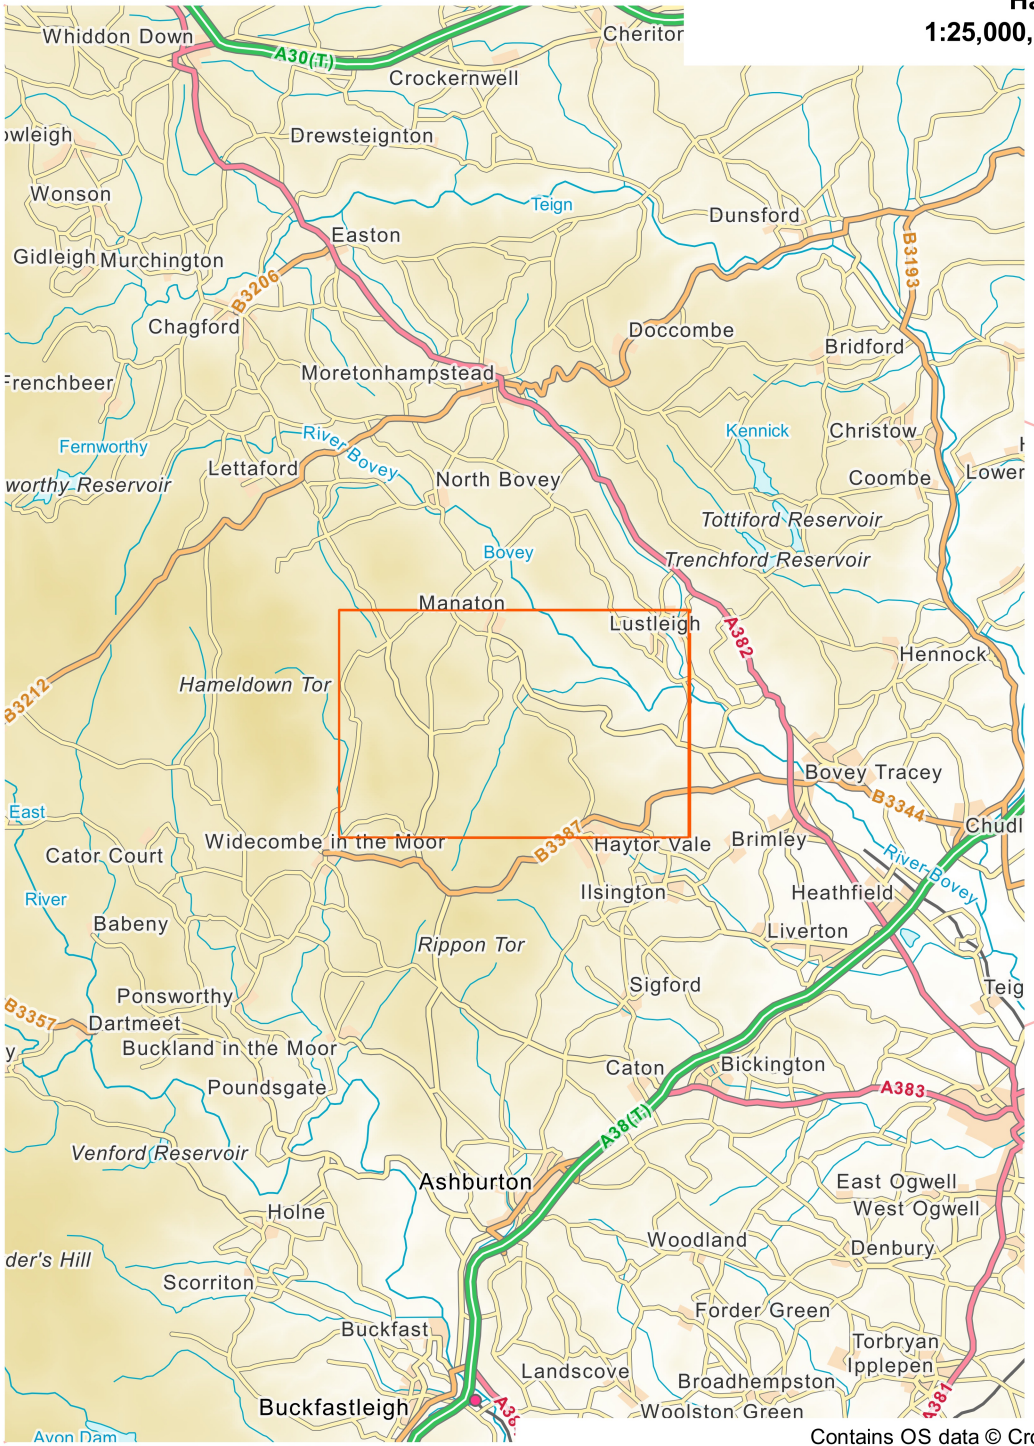 1:25,000,
Whiddon Down
Cheriton
A30(T)
Crockernwell
owleigh
Drewsteignton
Wonson
Teign
Dunsford
Easton
Gidleigh
Murchington
B3193
B3206
Chagford
Doccombe
Bridford
Moretonhampstead
Frenchbeer
River Bovey
Kennick
Christow
Fernworthy
Lettaford
North Bovey
Coombe
Lower
worthy Reservoir
Tottiford Reservoir
Bovey
Trenchford Reservoir
Manaton
Lustleigh
A382
Hennock
Hameldown Tor
B3212
Bovey Tracey
B3344
East
Chudl
Widecombe in the Moor
B3387
Haytor Vale
Brimley
Cator Court
River Bovey
River
Ilsington
Heathfield
Babeny
Liverton
Rippon Tor
Sigford
Teig
Ponsworthy
B3357
Dartmeet
y
Buckland in the Moor
Caton
Bickington
Poundsgate
A383
A38(T)
Venford Reservoir
Ashburton
East Ogwell
Holne
West Ogwell
Woodland
Denbury
der's Hill
Scorriton
Forder Green
Buckfast
Torbryan
Ipplepen
Landscove
Broadhempston
A381
Buckfastleigh
A38
Woolston Green
Avon Dam
Contains OS data © Cro